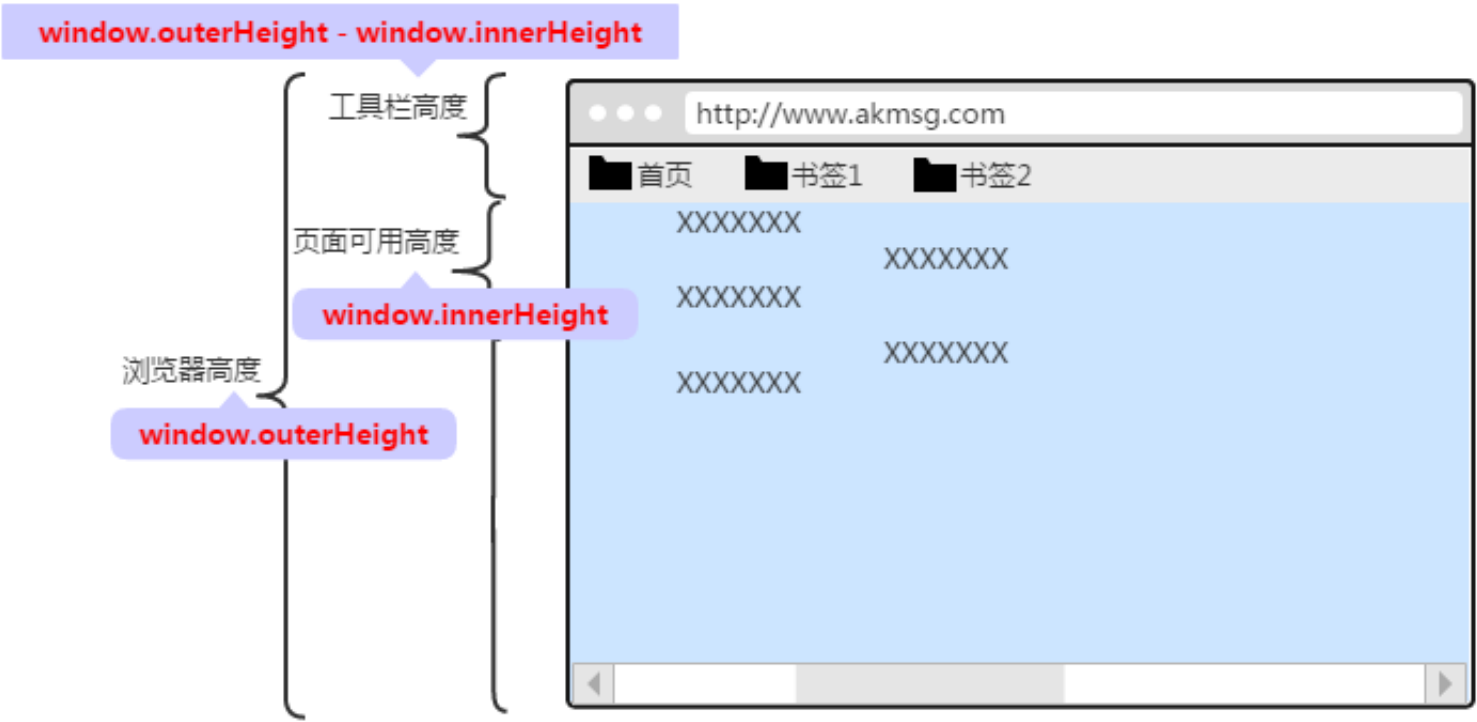 window.outerHeight - window.innerHeight
工具栏高度
页面可用高度
window.innerHeight
浏览器高度
window.outerHeight
http://www.akmsg.com
首页 书签1 书签2
XXXXXXX
XXXXXXX
XXXXXXX
XXXXXXX
XXXXXXX